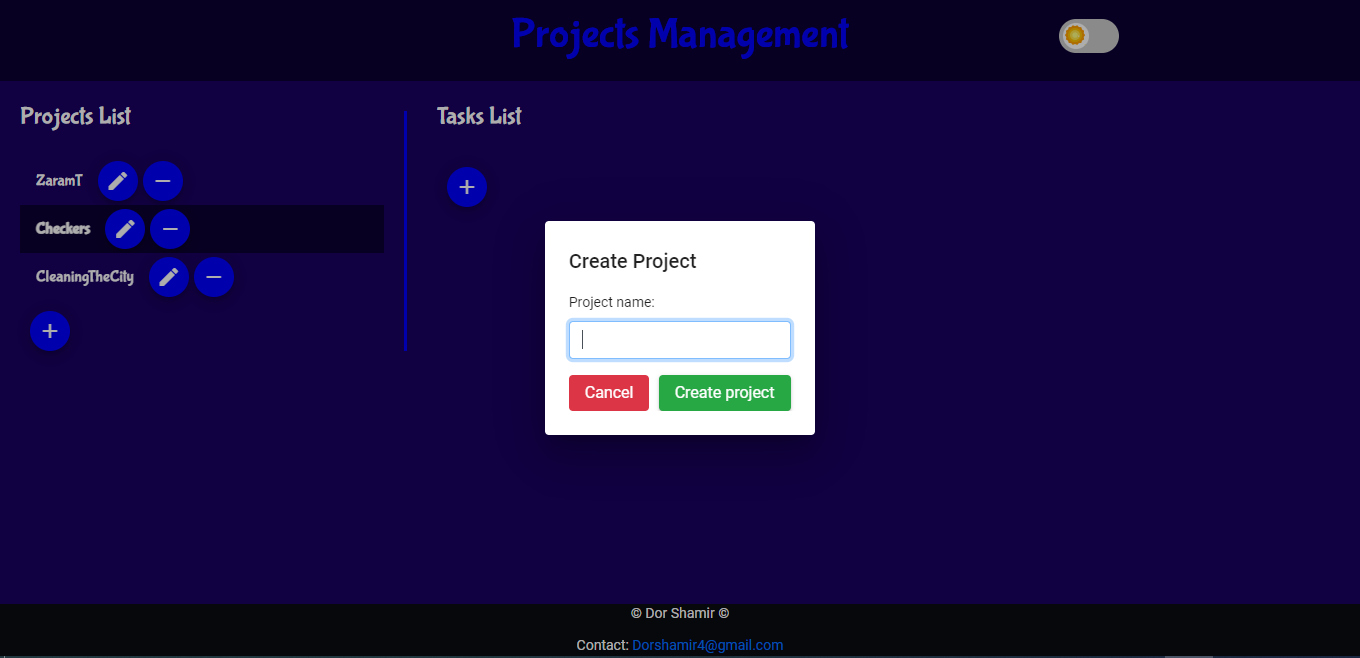 Projects Management
Projects List
Tasks List
ZaramT
Checkers
CleaningTheCity
Create Project
Project name:
Cancel
Create project
© Dor Shamir ©
Contact: Dorshamir4@gmail.com